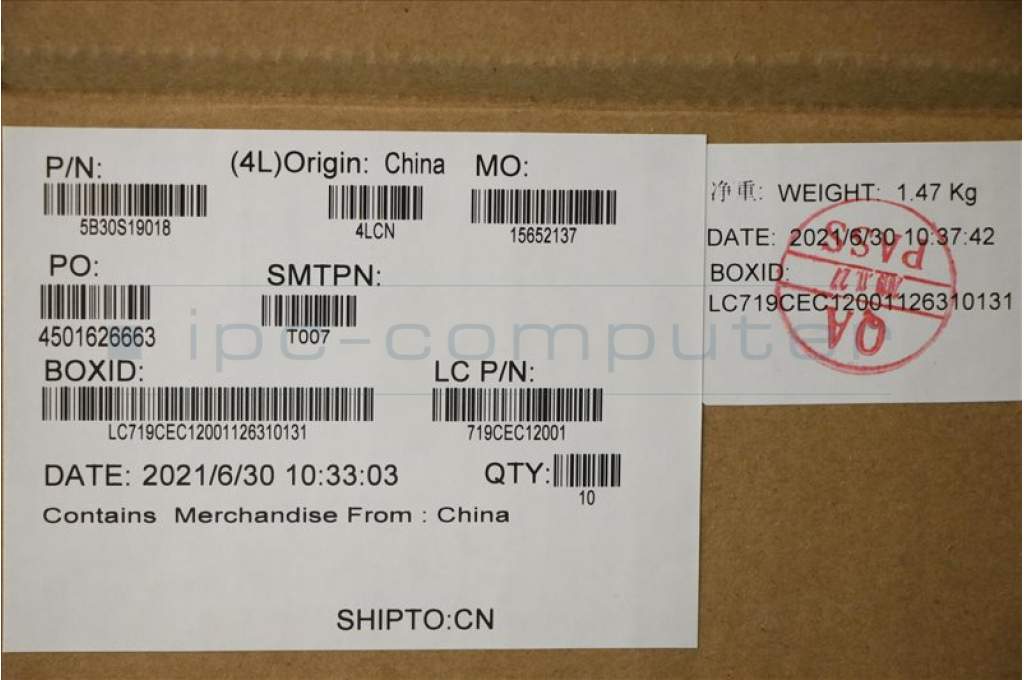 P/N: (4L)Origin: China MO:
5B30S19018 4LCN 15652137
PO: SMTPN:
4501626663 T007
BOXID: LC P/N:
LC719CEC12001126310131 719CEC12001
DATE: 2021/6/30 10:33:03 QTY:
10
Contains Merchandise From : China
SHIPTO:CN
净重: WEIGHT: 1.47 Kg
DATE: 2021/6/30 10:37:42
BOXID:
LC719CEC12001126310131
QA
PASS
ipc-computer